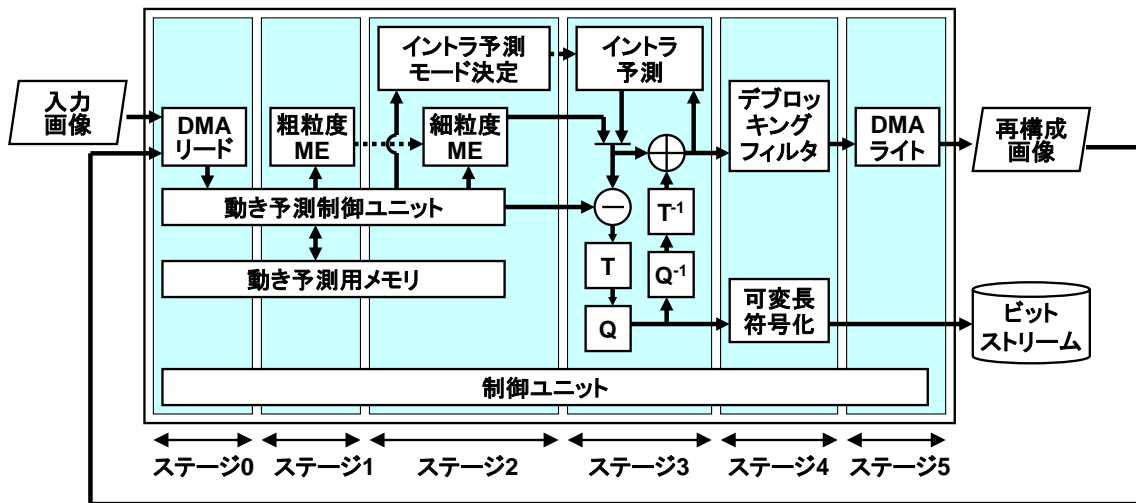 イントラ予測
モード決定
イントラ
予測
入力
画像
DMA
リード
粗粒度
ME
細粒度
ME
デブロッ
キング
フィルタ
DMA
ライト
再構成
画像
動き予測制御ユニット
T-1
動き予測用メモリ
T
Q-1
Q
可変長
符号化
ビット
ストリーム
制御ユニット
ステージ0
ステージ1
ステージ2
ステージ3
ステージ4
ステージ5